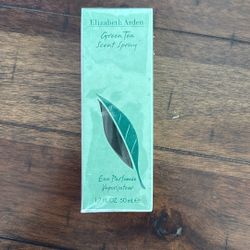 Elizabeth Arden
Green Tea
Scent Spray
Eau Parfumée
Vaporisateur
1.7 FL.OZ. 50 mL e